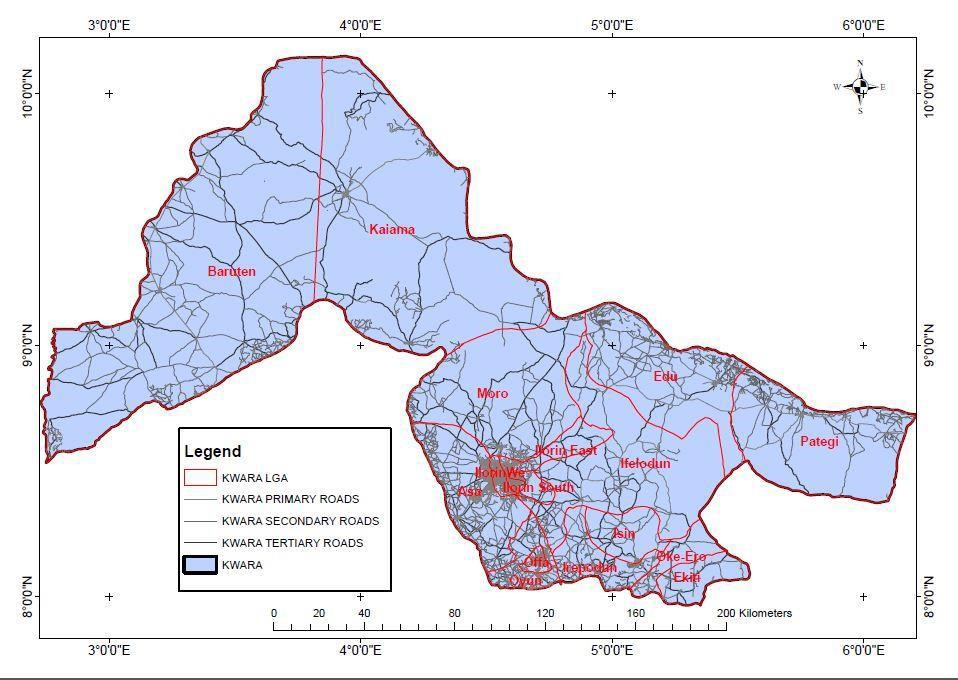 3°0'0"E 4°0'0"E 5°0'0"E 6°0'0"E
10°0'0"N 10°0'0"N
N
W E
S
Kaiama
Baruten
9°0'0"N 9°0'0"N
Edu
Moro
Pategi
Ilorin East
Ifelodun
IlorinWe
Asa Ilorin South
Isin
Oke-Ero
Offa Irepodun
Ekiti
Oyun
Legend
KWARA LGA
KWARA PRIMARY ROADS
KWARA SECONDARY ROADS
KWARA TERTIARY ROADS
KWARA
8°0'0"N 8°0'0"N
0 20 40 80 120 160 200 Kilometers
3°0'0"E 4°0'0"E 5°0'0"E 6°0'0"E